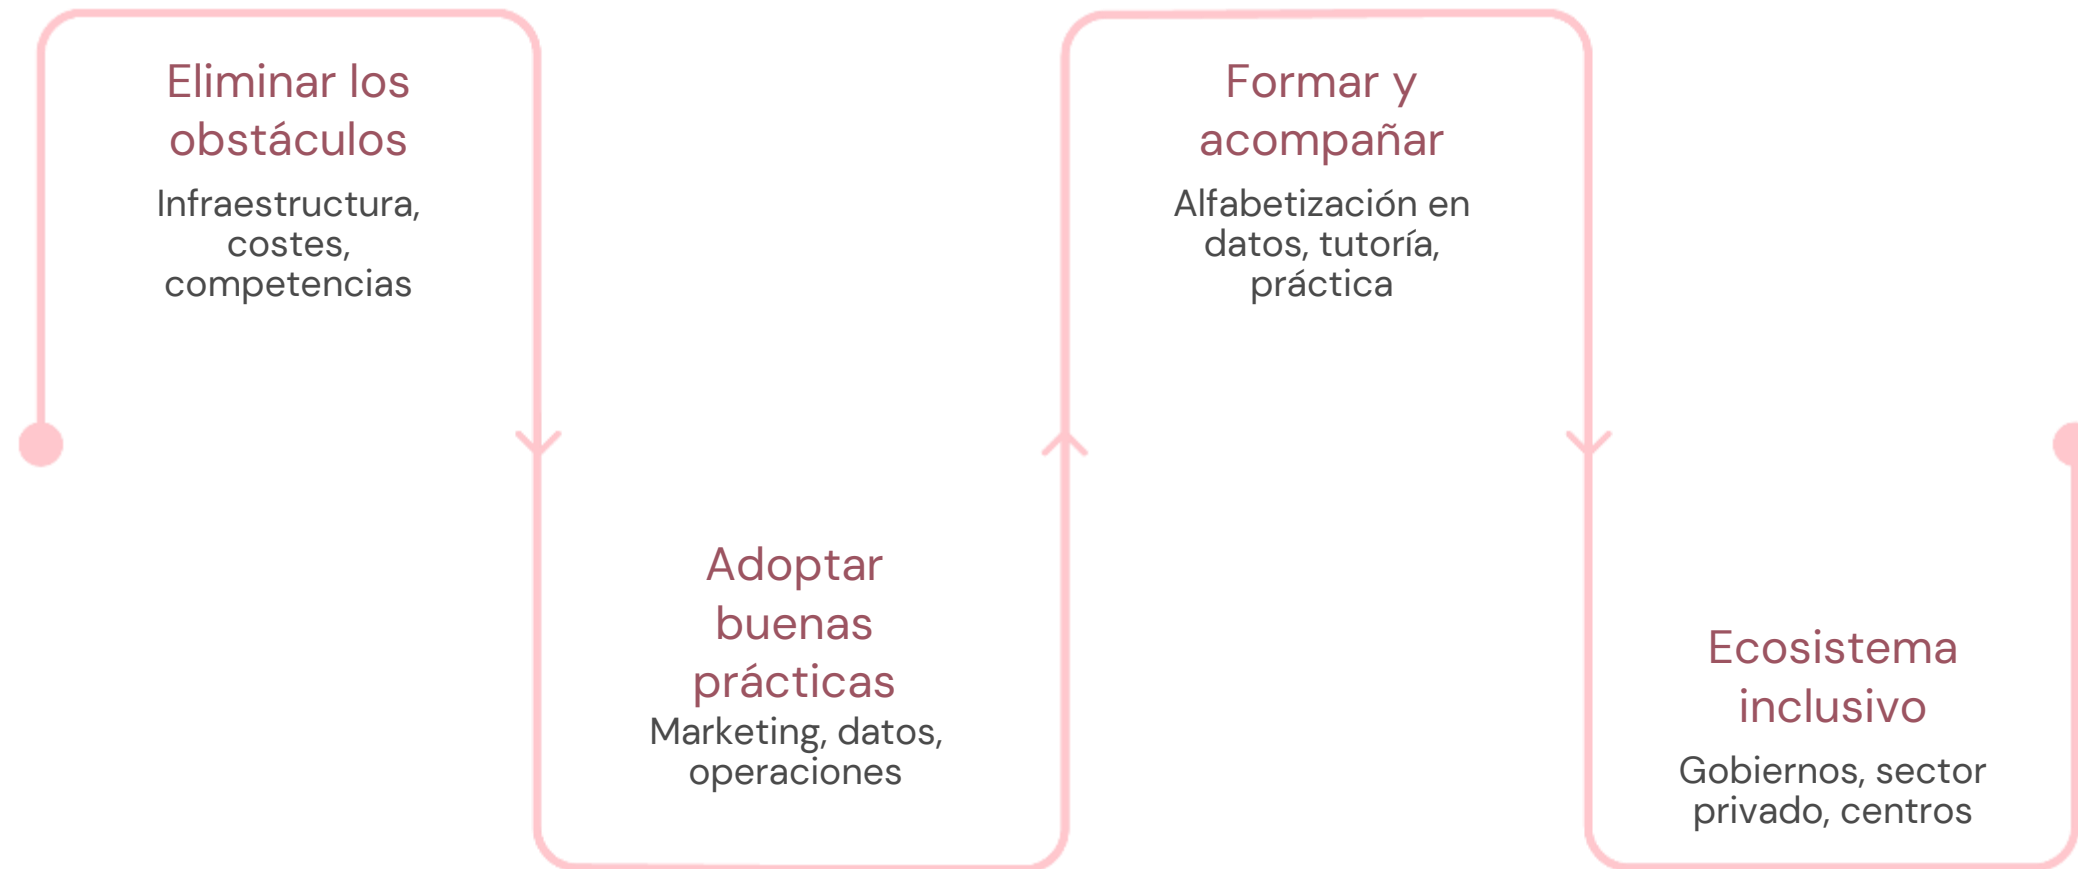 Eliminar los
obstáculos
Infraestructura,
costes,
competencias
Adoptar
buenas
prácticas
Marketing, datos,
operaciones
Formar y
acompañar
Alfabetización en
datos, tutoría,
práctica
Ecosistema
inclusivo
Gobiernos, sector
privado, centros